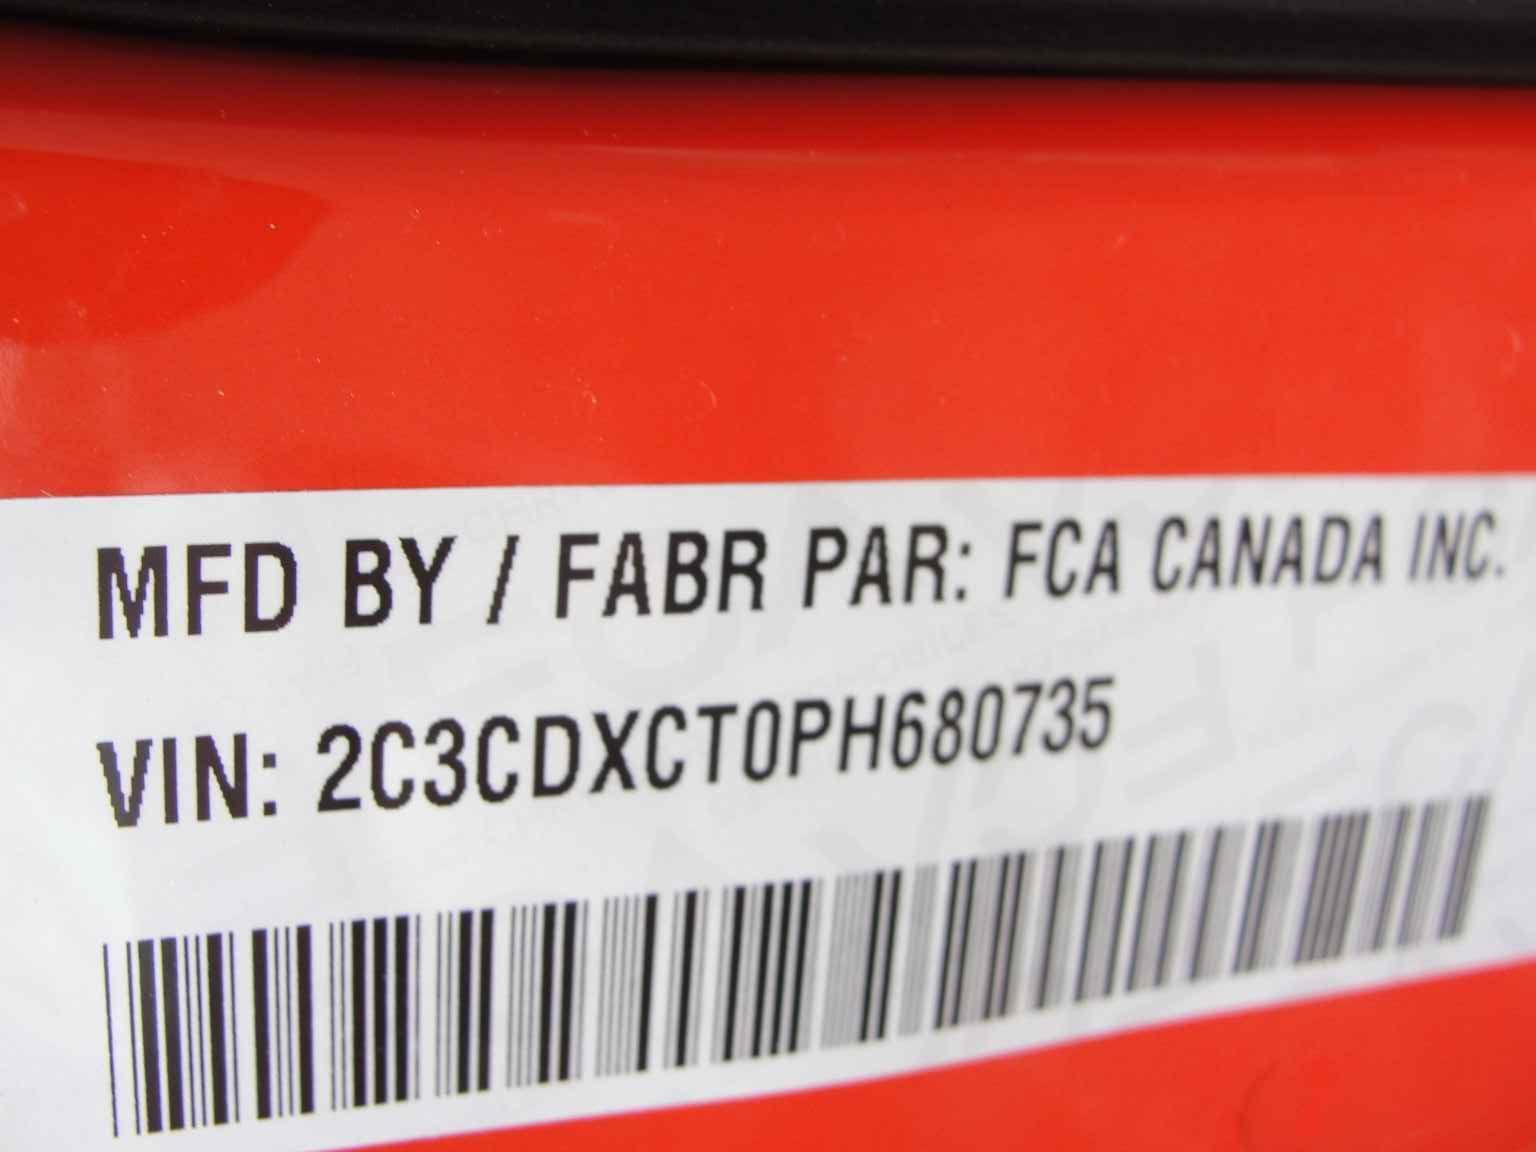 MFD BY / FABR PAR: FCA CANADA INC.
VIN: 2C3CDXCT0PH680735